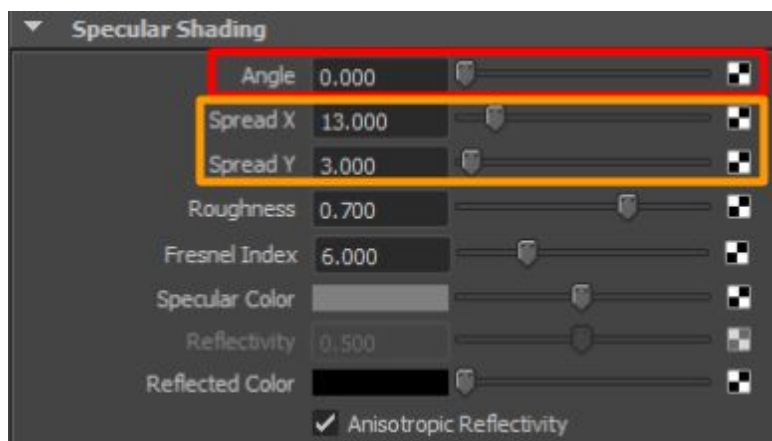 Specular Shading
Angle 0.000
Spread X 13.000
Spread Y 3.000
Roughness 0.700
Fresnel Index 6.000
Specular Color
Reflectivity 0.500
Reflected Color
Anisotropic Reflectivity